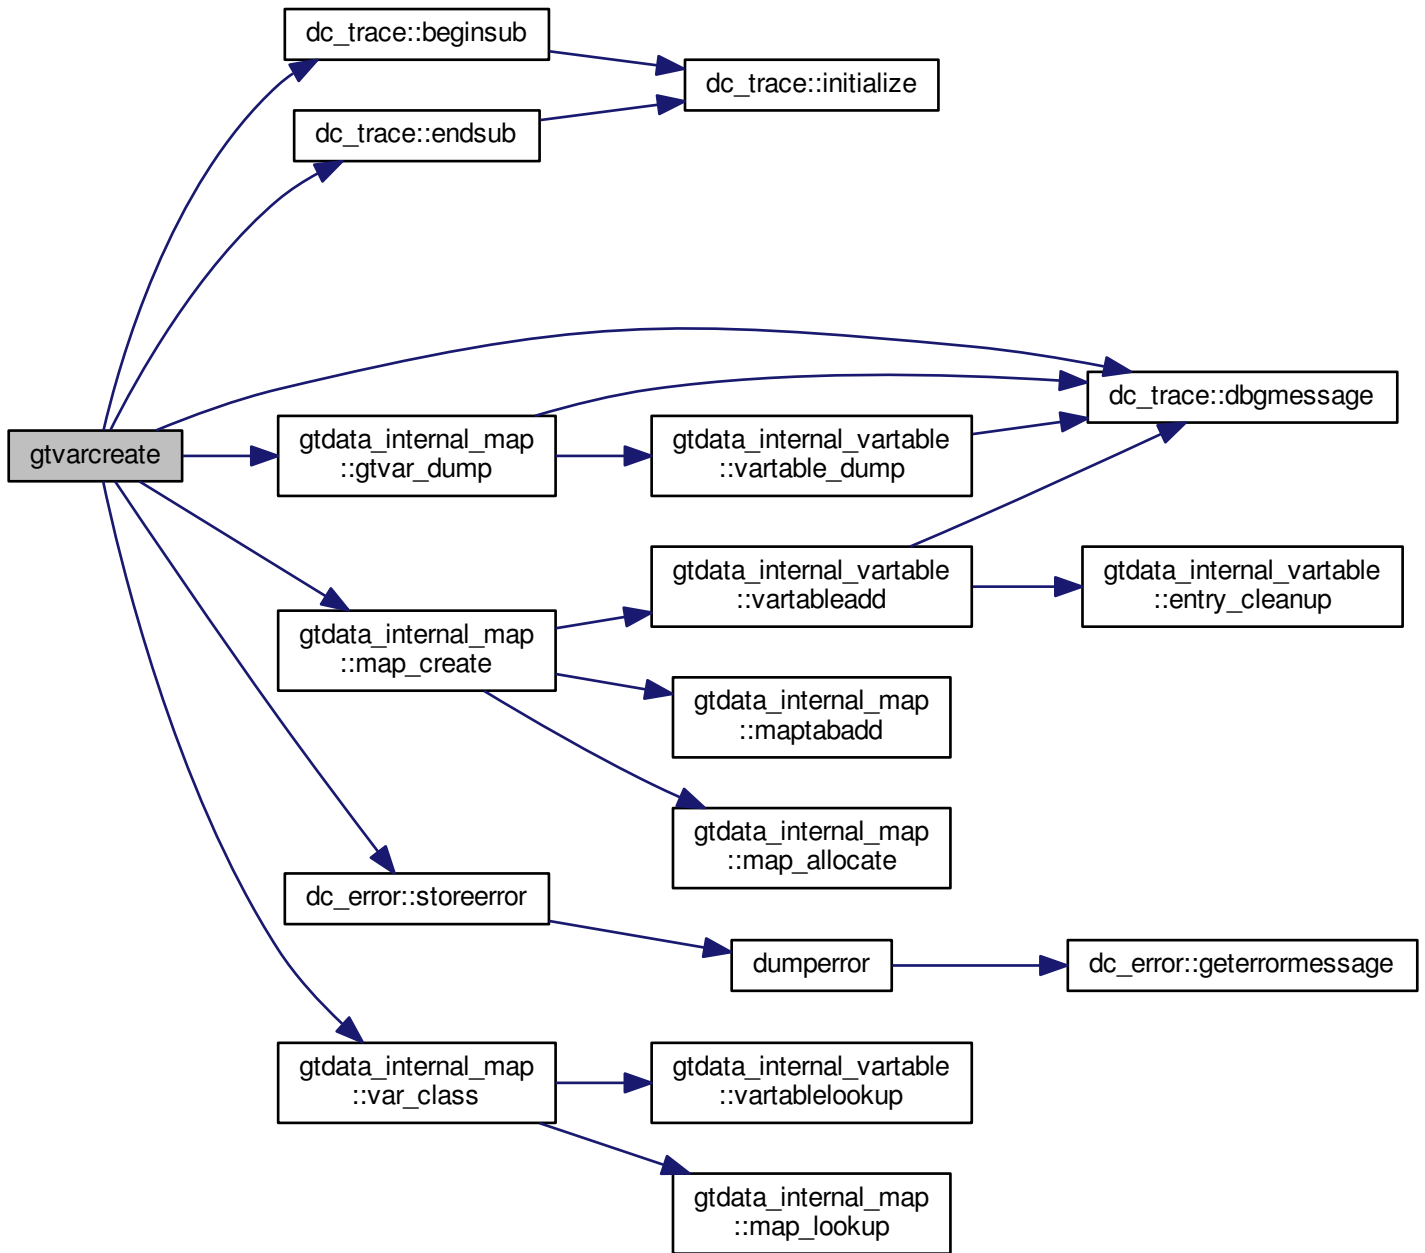 dc_trace::beginsub
dc_trace::initialize
dc_trace::endsub
dc_trace::dbgmessage
gtvarcreate
gtdata_internal_map
::gtvar_dump
gtdata_internal_vartable
::vartable_dump
gtdata_internal_vartable
::vartableadd
gtdata_internal_vartable
::entry_cleanup
gtdata_internal_map
::map_create
gtdata_internal_map
::maptabadd
gtdata_internal_map
::map_allocate
dc_error::storeerror
dumperror
dc_error::geterrormessage
gtdata_internal_map
::var_class
gtdata_internal_vartable
::vartablelookup
gtdata_internal_map
::map_lookup